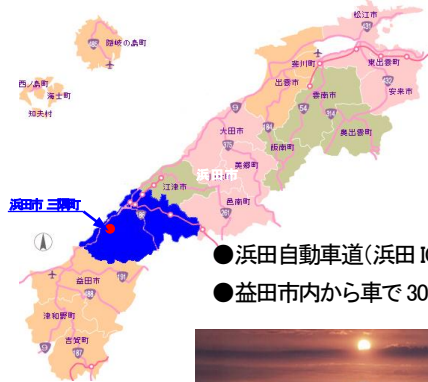 隠岐の島町
西ノ島町
海士町
知夫村
松江市
東出雲町
斐川町
出雲市
安来市
雲南市
奥出雲町
飯南町
大田市
美郷町
浜田市
江津市
邑南町
浜田市 三隅町
益田市
津和野町
吉賀町
●浜田自動車道(浜田 I
●益田市内から車で 30